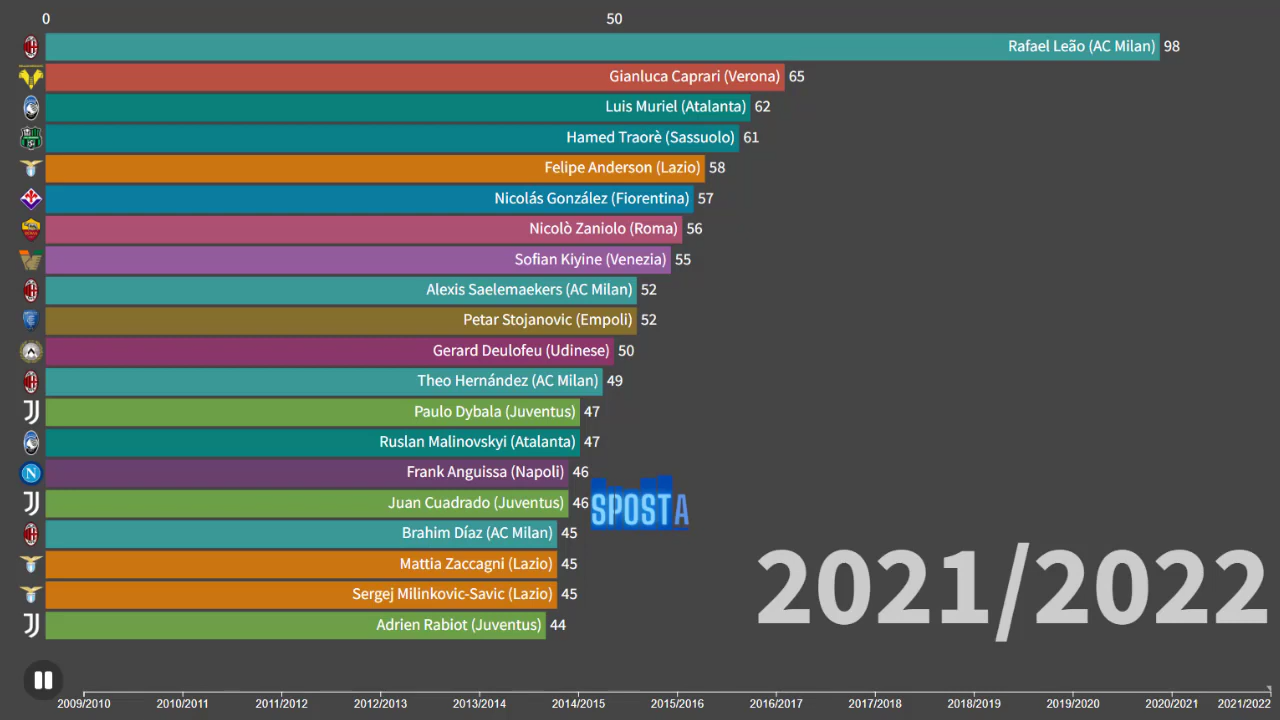 0 50
Rafael Leão (AC Milan) 98
Gianluca Caprari (Verona) 65
Luis Muriel (Atalanta) 62
Hamed Traorè (Sassuolo) 61
Felipe Anderson (Lazio) 58
Nicolás González (Fiorentina) 57
Nicolò Zaniolo (Roma) 56
Sofian Kiyine (Venezia) 55
Alexis Saelemaekers (AC Milan) 52
Petar Stojanovic (Empoli) 52
Gerard Deulofeu (Udinese) 50
Theo Hernández (AC Milan) 49
Paulo Dybala (Juventus) 47
Ruslan Malinovskyi (Atalanta) 47
Frank Anguissa (Napoli) 46
Juan Cuadrado (Juventus) 46
SPOSTA
Brahim Díaz (AC Milan) 45
Mattia Zaccagni (Lazio) 45
Sergej Milinkovic-Savic (Lazio) 45
Adrien Rabiot (Juventus) 44
2021/2022
2009/2010 2010/2011 2011/2012 2012/2013 2013/2014 2014/2015 2015/2016 2016/2017 2017/2018 2018/2019 2019/2020 2020/2021 2021/2022